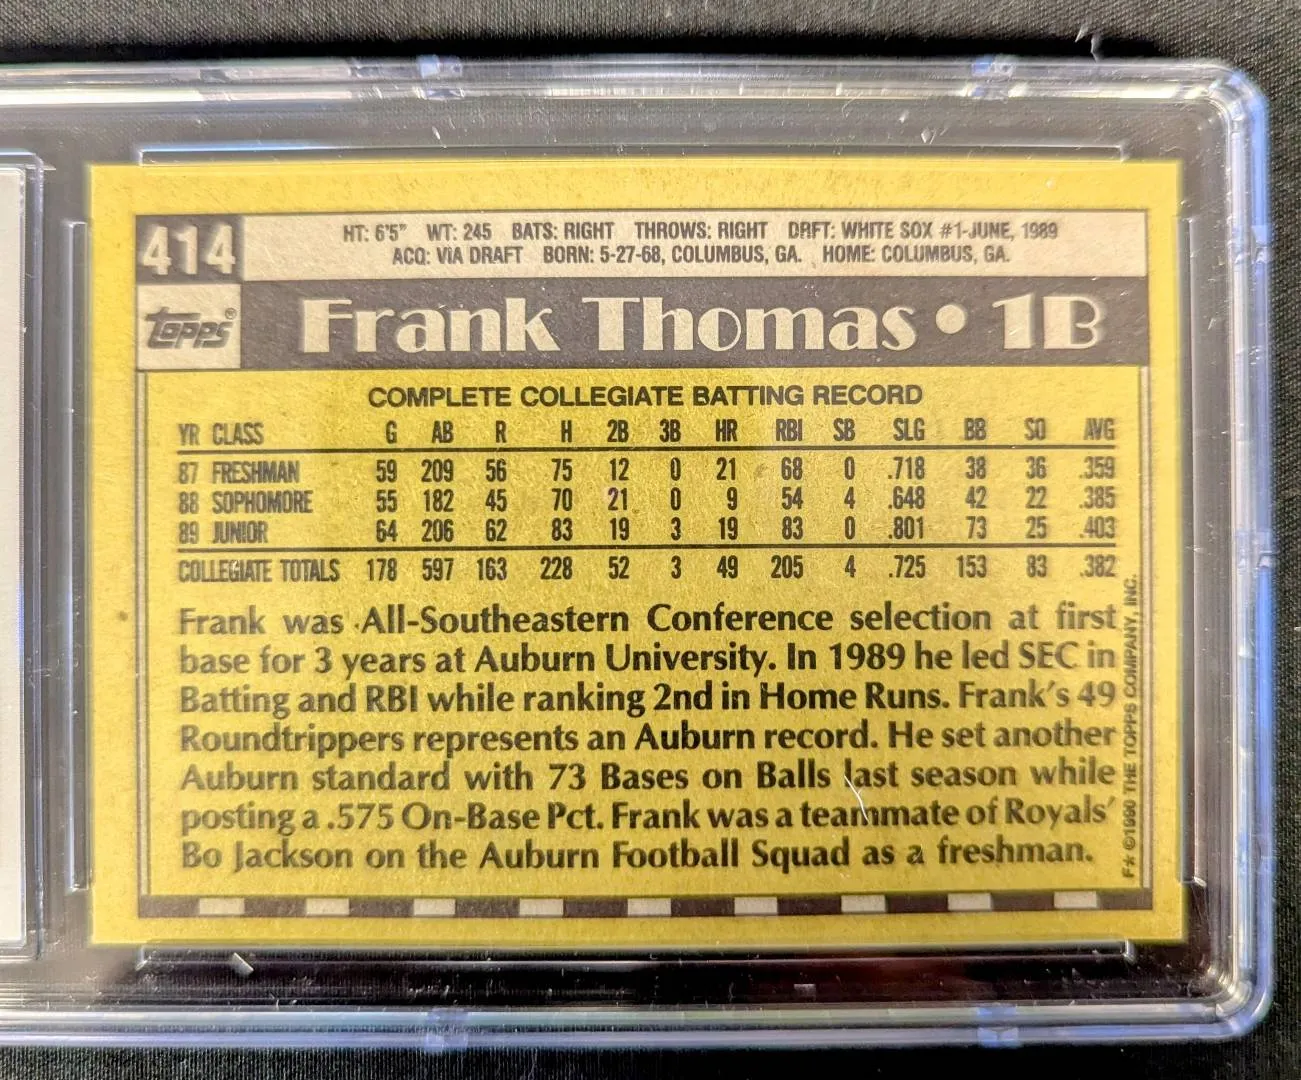 414
HT: 6'5" WT: 245 BATS: RIGHT THROWS: RIGHT DRFT: WHITE SOX #1-JUNE, 1989
ACQ: VIA DRAFT BORN: 5-27-68, COLUMBUS, GA. HOME: COLUMBUS, GA.
TOPPS®
Frank Thomas • 1B
COMPLETE COLLEGIATE BATTING RECORD
YR CLASS G AB R H 2B 3B HR RBI SB SLG BB SO AVG
87 FRESHMAN 59 209 56 75 12 0 21 68 0 .718 38 36 .359
88 SOPHOMORE 55 182 45 70 21 0 9 54 4 .648 42 22 .385
89 JUNIOR 64 206 62 83 19 3 19 83 0 .801 73 25 .403
COLLEGIATE TOTALS 178 597 163 228 52 3 49 205 4 .725 153 83 .382
Frank was All-Southeastern Conference selection at first
base for 3 years at Auburn University. In 1989 he led SEC in
Batting and RBI while ranking 2nd in Home Runs. Frank's 49
Roundtrippers represents an Auburn record. He set another
Auburn standard with 73 Bases on Balls last season while
posting a .575 On-Base Pct. Frank was a teammate of Royals'
Bo Jackson on the Auburn Football Squad as a freshman.
F* ©1990 THE TOPPS COMPANY, INC.